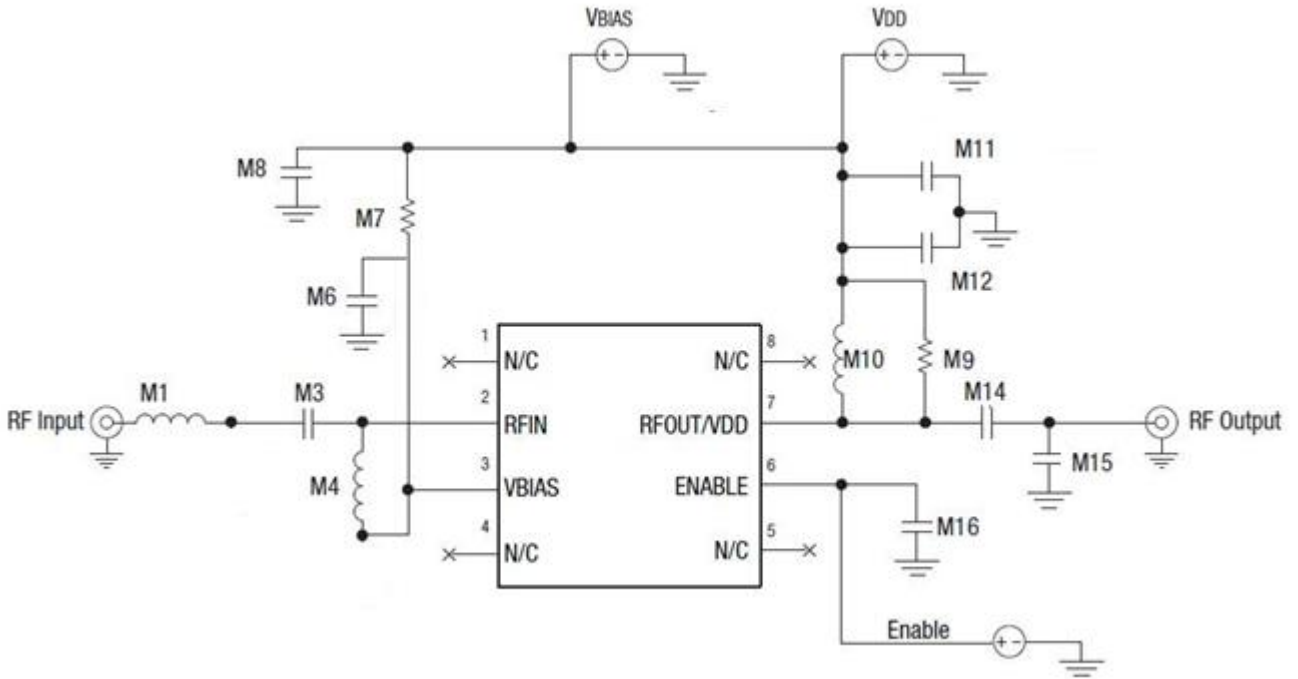 VBIAS
VDD
M8
M11
M7
M12
M6
1
N/C
8
N/C
M10
M9
M1
M3
2
7
M14
RF Input
RFIN
RFOUT/VDD
RF Output
M4
3
VBIAS
6
ENABLE
M15
M16
4
N/C
5
N/C
Enable